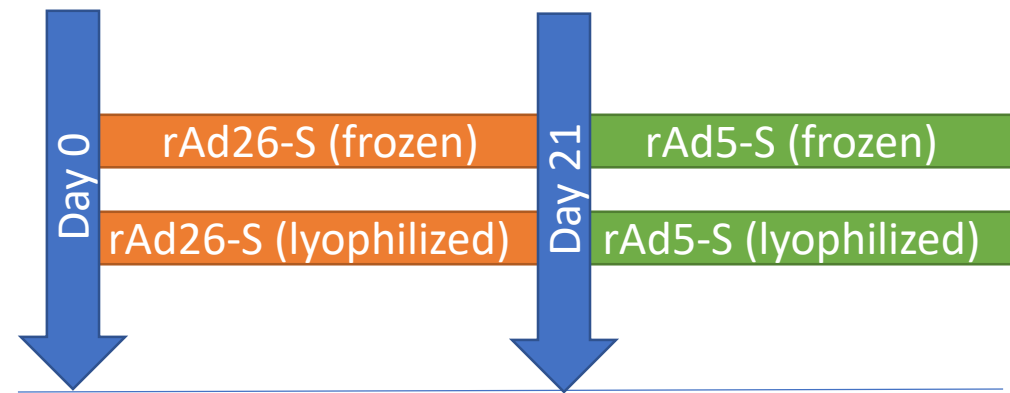 Day 0
rAd26-S (frozen)
rAd26-S (lyophilized)
Day 21
rAd5-S (frozen)
rAd5-S (lyophilized)